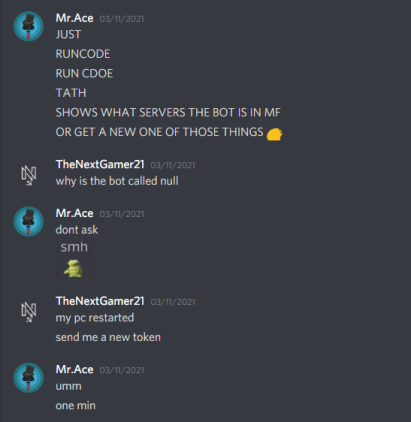 Mr.Ace 03/11/2021
JUST
RUNCODE
RUN CDOE
TATH
SHOWS WHAT SERVERS THE BOT IS IN MF
OR GET A NEW ONE OF THOSE THINGS
TheNextGamer21 03/11/2021
why is the bot called null
Mr.Ace 03/11/2021
dont ask
smh
TheNextGamer21 03/11/2021
my pc restarted
send me a new token
Mr.Ace 03/11/2021
umm
one min